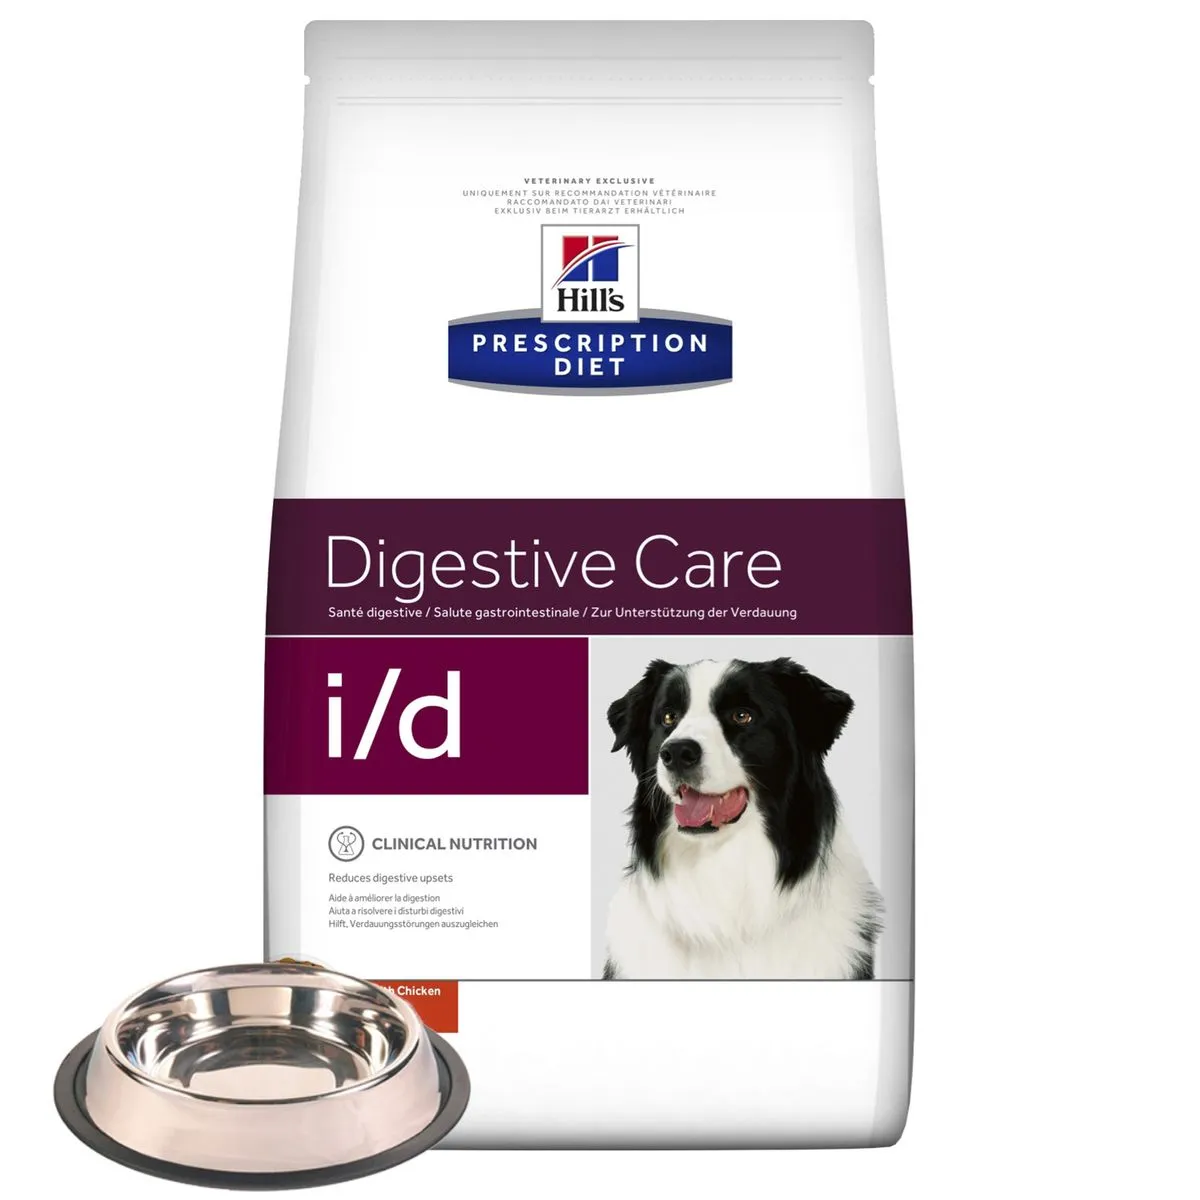 VETERINARY EXCLUSIVE
UNIQUEMENT SUR RECOMMANDATION VÉTÉRINAIRE
RACCOMANDATO DAI VETERINARI
EXKLUSIV BEIM TIERARZT ERHÄLTLICH
Hill's
PRESCRIPTION
DIET
Digestive Care
Santé digestive / Salute gastrointestinale / Zur Unterstützung der Verdauung
i/d
CLINICAL NUTRITION
Reduces digestive upsets
Aide à améliorer la digestion
Aiuta a risolvere i disturbi digestivi
Hilft, Verdauungsstörungen auszugleichen
Chicken